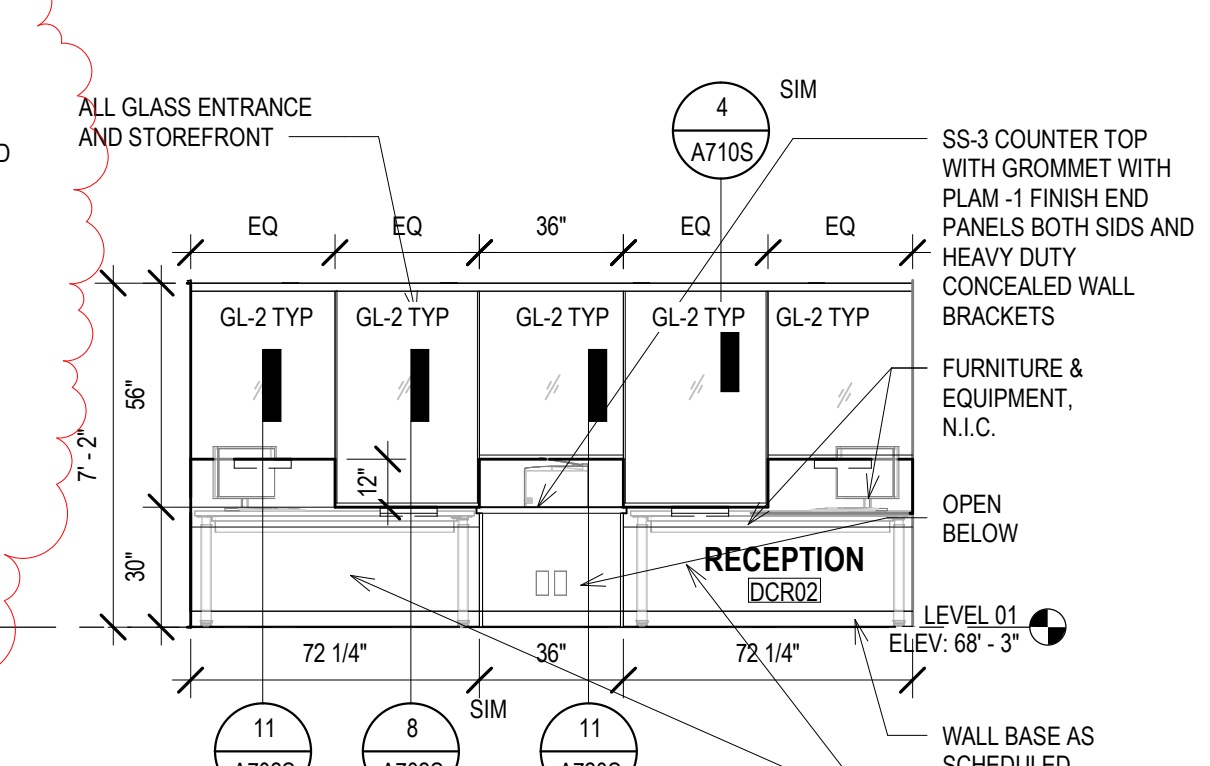 D
ALL GLASS ENTRANCE
AND STOREFRONT
4
A710S
SIM
SS-3 COUNTER TOP
WITH GROMMET WITH
PLAM -1 FINISH END
PANELS BOTH SIDS AND
HEAVY DUTY
CONCEALED WALL
BRACKETS
EQ
EQ
36"
EQ
EQ
GL-2 TYP
GL-2 TYP
GL-2 TYP
GL-2 TYP
GL-2 TYP
FURNITURE &
EQUIPMENT,
N.I.C.
56"
7' - 2"
12"
30"
OPEN
BELOW
RECEPTION
DCR02
LEVEL 01
ELEV: 68' - 3"
72 1/4"
36"
72 1/4"
SIM
11
8
11
WALL BASE AS
SCHEDULED